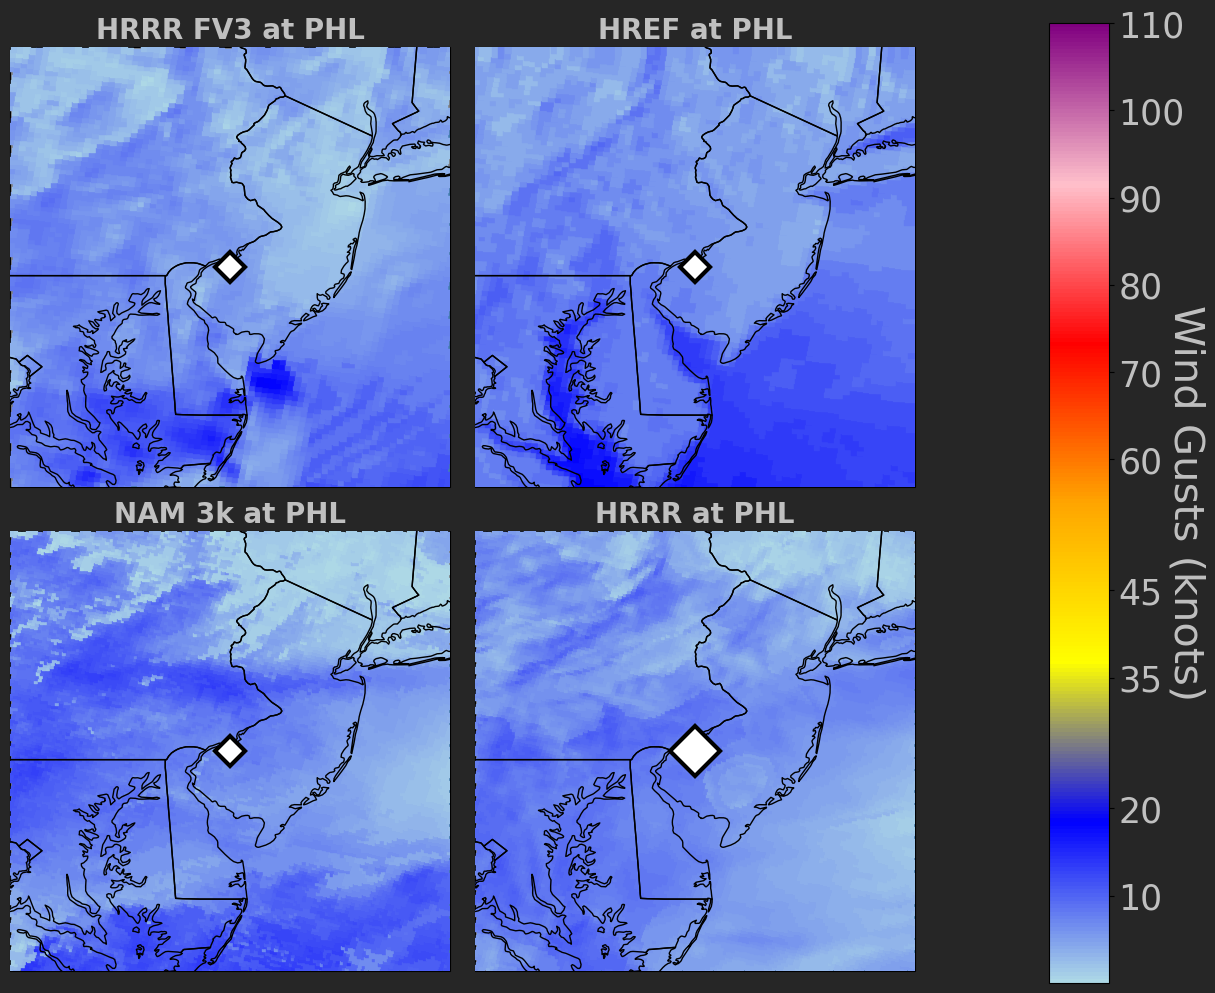 HRRR FV3 at PHL
HREF at PHL
NAM 3k at PHL
HRRR at PHL
110
100
90
80
70
60
45
35
20
10
Wind Gusts (knots)